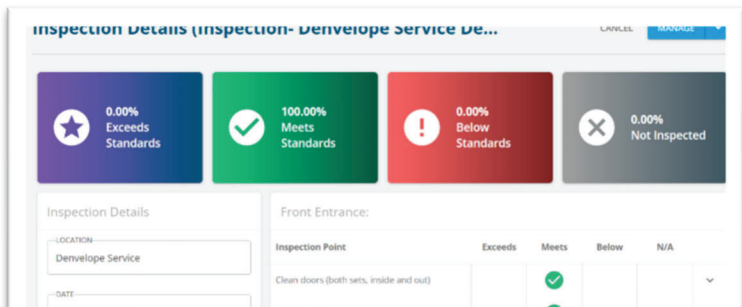 Inspection Details (Inspection- Denvelope Service De...
CANCEL
MANAGE
0.00%
Exceeds
Standards
100.00%
Meets
Standards
0.00%
Below
Standards
0.00%
Not Inspected
Inspection Details
LOCATION
Denvelope Service
DATE
Front Entrance:
Inspection Point Exceeds Meets Below N/A
Clean doors (both sets, inside and out)